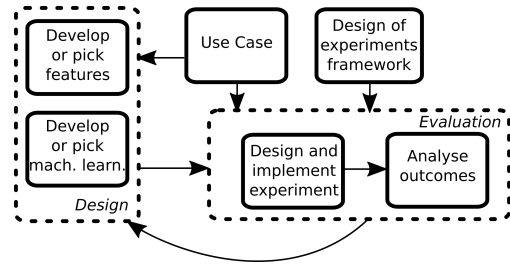 Develop
or pick
features
Use Case
Design of
experiments
framework
Develop
or pick
mach. learn.
Design
Evaluation
Design and
implement
experiment
Analyse
outcomes